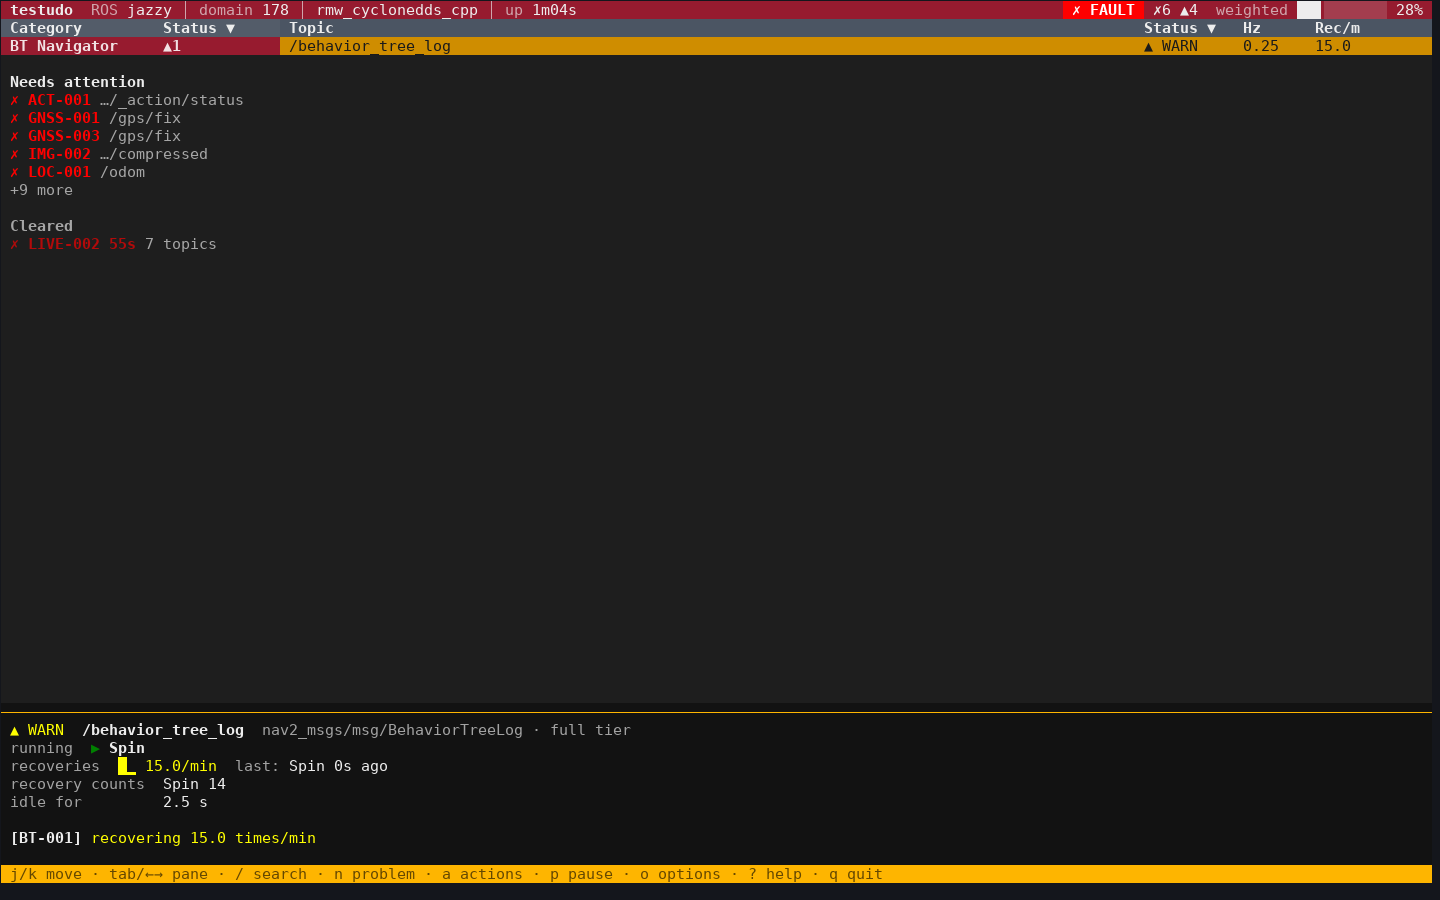 testudo ROS jazzy │ domain 178 │ rmw_cyclonedds_cpp │ up 1m04s ✗ FAULT ✗6 ▲4 weighted 28%
Category Status ▼ Topic Status ▼ Hz Rec/m
BT Navigator ▲1 /behavior_tree_log ▲ WARN 0.25 15.0
Needs attention
✗ ACT-001 …/_action/status
✗ GNSS-001 /gps/fix
✗ GNSS-003 /gps/fix
✗ IMG-002 …/compressed
✗ LOC-001 /odom
+9 more
Cleared
✗ LIVE-002 55s 7 topics
▲ WARN /behavior_tree_log nav2_msgs/msg/BehaviorTreeLog · full tier
running ▶ Spin
recoveries 15.0/min last: Spin 0s ago
recovery counts Spin 14
idle for 2.5 s
[BT-001] recovering 15.0 times/min
j/k move · tab/←→ pane · / search · n problem · a actions · p pause · o options · ? help · q quit